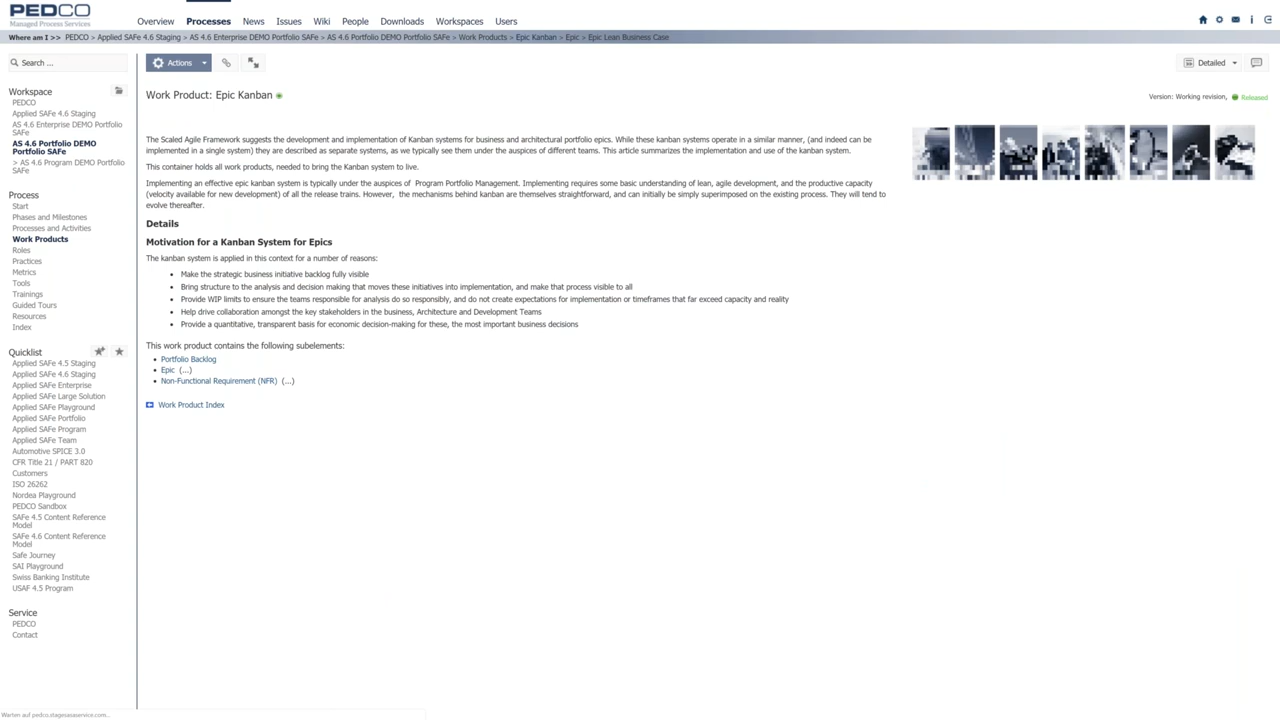 PEDCO
Managed Process Services
Overview Processes News Issues Wiki People Downloads Workspaces Users
Where am I >> PEDCO > Applied SAFe 4.6 Staging > AS 4.6 Enterprise DEMO Portfolio SAFe > AS 4.6 Portfolio DEMO Portfolio SAFe > Work Products > Epic Kanban > Epic > Epic Lean Business Case
Search ...
Actions
Detailed
Workspace
PEDCO
Applied SAFe 4.6 Staging
AS 4.6 Enterprise DEMO Portfolio
SAFe
AS 4.6 Portfolio DEMO
Portfolio SAFe
> AS 4.6 Program DEMO Portfolio
SAFe
Process
Start
Phases and Milestones
Processes and Activities
Work Products
Roles
Practices
Metrics
Tools
Trainings
Guided Tours
Resources
Index
Quicklist
Applied SAFe 4.5 Staging
Applied SAFe 4.6 Staging
Applied SAFe Enterprise
Applied SAFe Large Solution
Applied SAFe Playground
Applied SAFe Portfolio
Applied SAFe Program
Applied SAFe Team
Automotive SPICE 3.0
CFR Title 21 / PART 820
Customers
ISO 26262
Nordea Playground
PEDCO Sandbox
SAFe 4.5 Content Reference
Model
SAFe 4.6 Content Reference
Model
Safe Journey
SAI Playground
Swiss Banking Institute
USAF 4.5 Program
Service
PEDCO
Contact
Work Product: Epic Kanban
Version: Working revision, Released
The Scaled Agile Framework suggests the development and implementation of Kanban systems for business and architectural portfolio epics. While these kanban systems operate in a similar manner, (and indeed can be
implemented in a single system) they are described as separate systems, as we typically see them under the auspices of different teams. This article summarizes the implementation and use of the kanban system.
This container holds all work products, needed to bring the Kanban system to live.
Implementing an effective epic kanban system is typically under the auspices of Program Portfolio Management. Implementing requires some basic understanding of lean, agile development, and the productive capacity
(velocity available for new development) of all the release trains. However, the mechanisms behind kanban are themselves straightforward, and can initially be simply superimposed on the existing process. They will tend to
evolve thereafter.
Details
Motivation for a Kanban System for Epics
The kanban system is applied in this context for a number of reasons:
• Make the strategic business initiative backlog fully visible
• Bring structure to the analysis and decision making that moves these initiatives into implementation, and make that process visible to all
• Provide WIP limits to ensure the teams responsible for analysis do so responsibly, and do not create expectations for implementation or timeframes that far exceed capacity and reality
• Help drive collaboration amongst the key stakeholders in the business, Architecture and Development Teams
• Provide a quantitative, transparent basis for economic decision-making for these, the most important business decisions
This work product contains the following subelements:
• Portfolio Backlog
• Epic (...)
• Non-Functional Requirement (NFR) (...)
Work Product Index
Warten auf pedco.stagesasaservice.com...